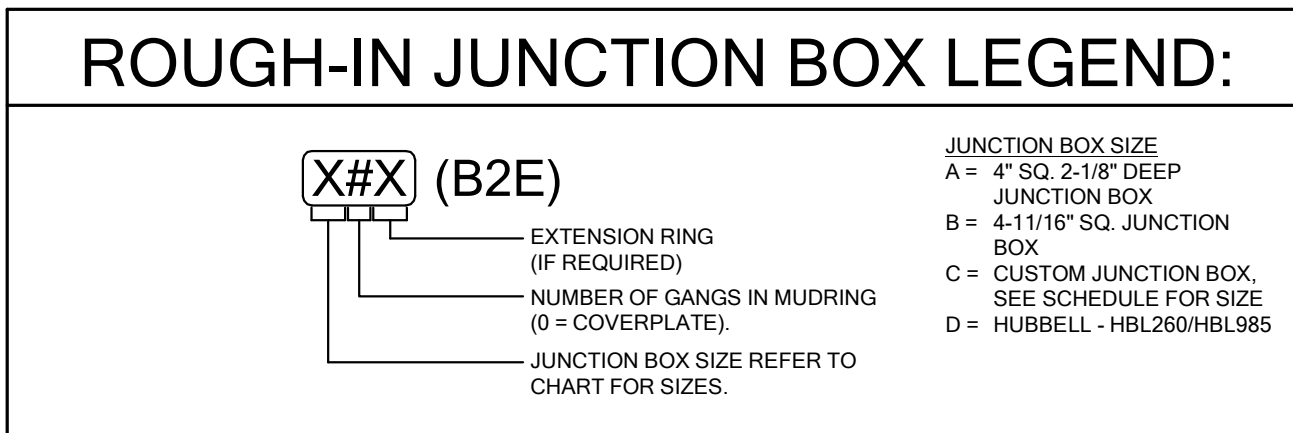 ROUGH-IN JUNCTION BOX LEGEND:
X#X (B2E)
EXTENSION RING
(IF REQUIRED)
NUMBER OF GANGS IN MUDRING
(0 = COVERPLATE).
JUNCTION BOX SIZE REFER TO
CHART FOR SIZES.
JUNCTION BOX SIZE
A = 4" SQ. 2-1/8" DEEP
JUNCTION BOX
B = 4-11/16" SQ. JUNCTION
BOX
C = CUSTOM JUNCTION BOX,
SEE SCHEDULE FOR SIZE
D = HUBBELL - HBL260/HBL985